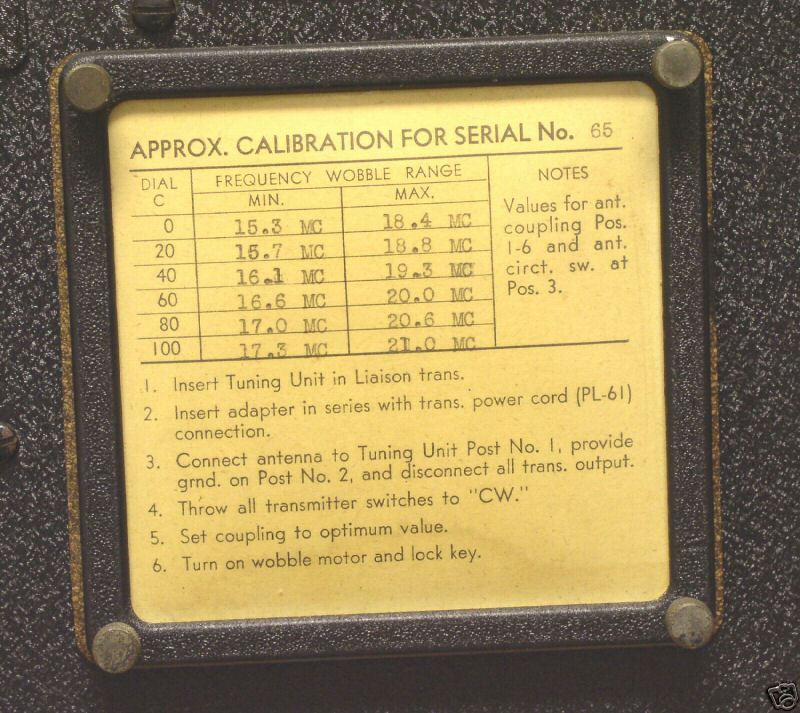 APPROX. CALIBRATION FOR SERIAL No. 65
DIAL C FREQUENCY WOBBLE RANGE NOTES
MIN. MAX.
0 15.3 MC 18.4 MC
20 15.7 MC 18.8 MC
40 16.1 MC 19.3 MC
60 16.6 MC 20.0 MC
80 17.0 MC 20.6 MC
100 17.3 MC 21.0 MC
Values for ant.
coupling Pos.
1-6 and ant.
circt. sw. at
Pos. 3.
1. Insert Tuning Unit in Liaison trans.
2. Insert adapter in series with trans. power cord (PL-61)
connection.
3. Connect antenna to Tuning Unit Post No. 1, provide
grnd. on Post No. 2, and disconnect all trans. output.
4. Throw all transmitter switches to "CW."
5. Set coupling to optimum value.
6. Turn on wobble motor and lock key.